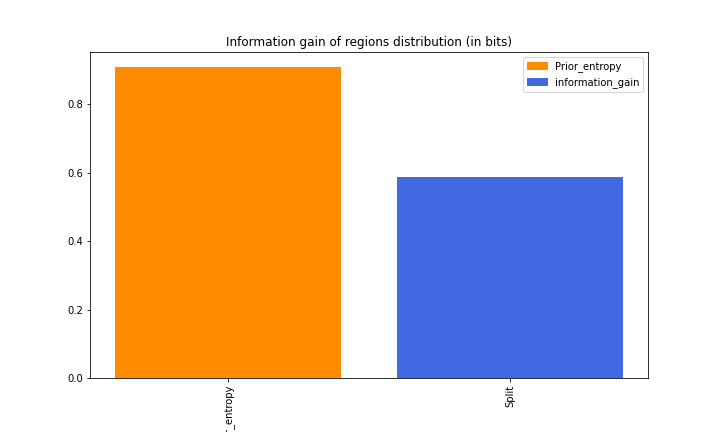 Information gain of regions distribution (in bits)
Prior_entropy
information_gain
0.8
0.6
0.4
0.2
0.0
_entropy
Split